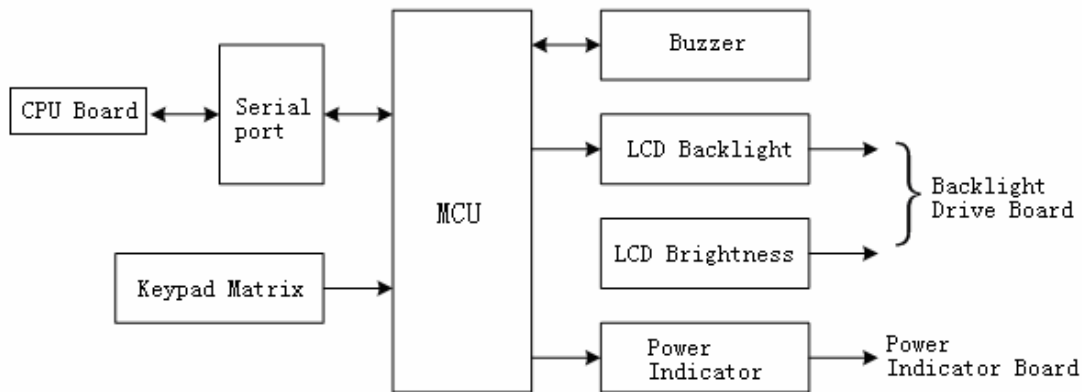 CPU Board
Serial
port
Keypad Matrix
MCU
Buzzer
LCD Backlight
LCD Brightness
Backlight
Drive Board
Power
Indicator
Power
Indicator Board